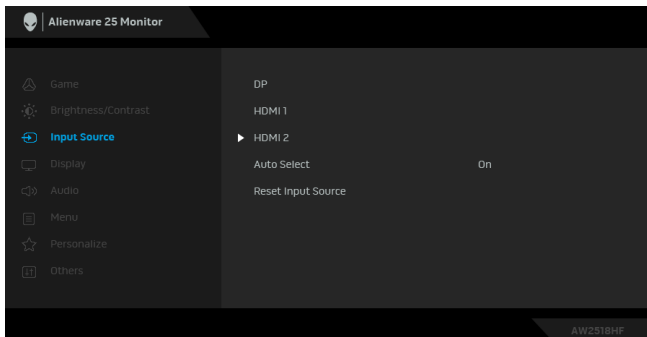 Alienware 25 Monitor
Game
Brightness/Contrast
Input Source
Display
Audio
Menu
Personalize
Others
DP
HDMI 1
HDMI 2
Auto Select On
Reset Input Source
AW2518HF